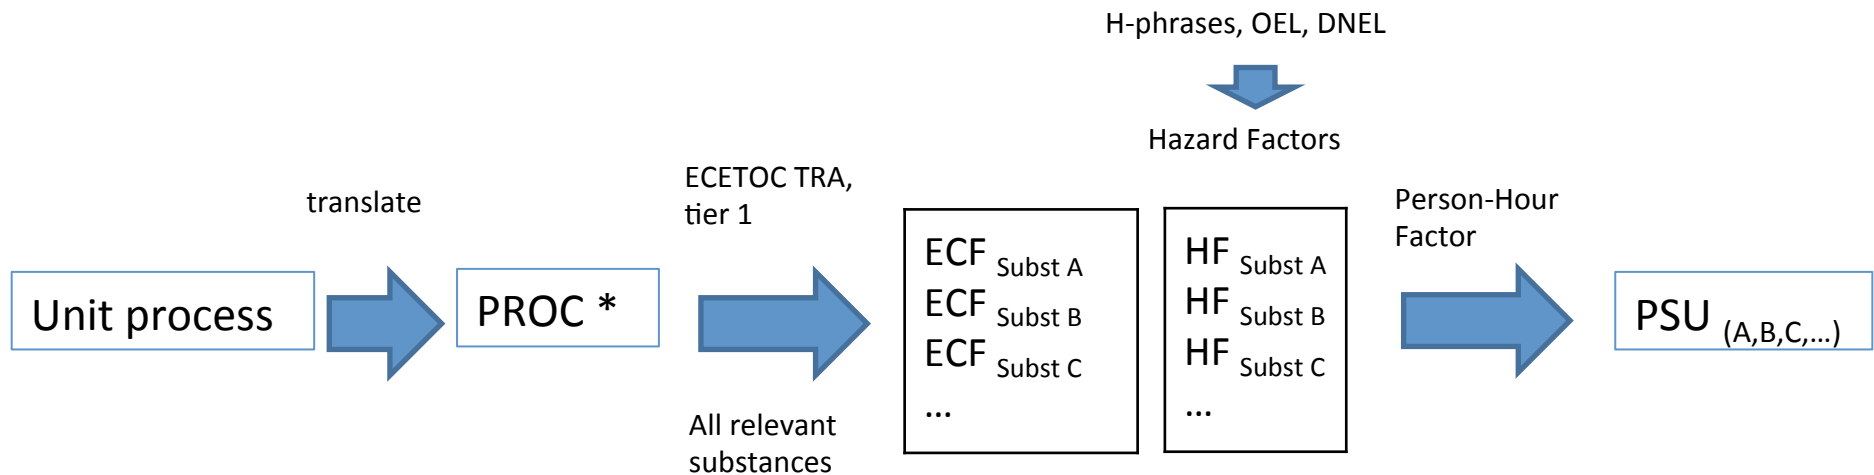 H-phrases, OEL, DNEL
Hazard Factors
translate
ECETOC TRA,
tier 1
Person-Hour
Factor
Unit process
PROC *
ECF Subst A
ECF Subst B
ECF Subst C
...
HF Subst A
HF Subst B
HF Subst C
...
PSU (A,B,C,...)
All relevant
substances